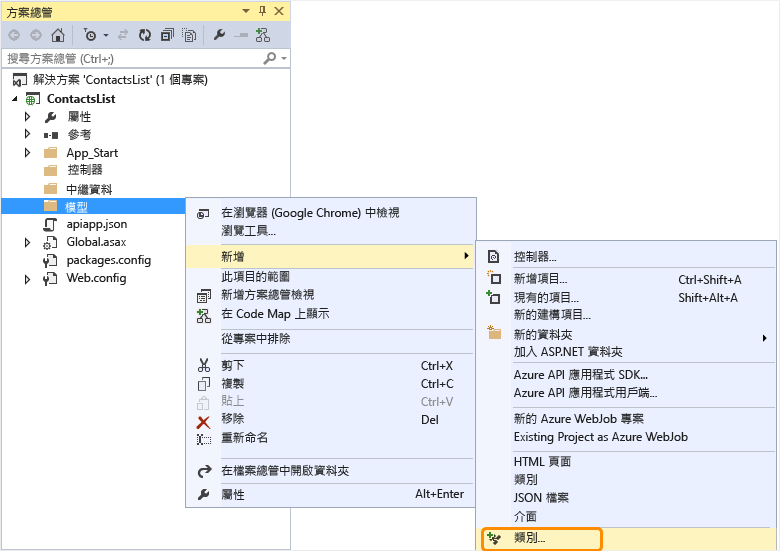 方案總管
搜尋方案總管 (Ctrl+;)
解決方案 'ContactsList' (1 個專案)
ContactsList
屬性
參考
App_Start
控制器
中繼資料
模型
apiapp.json
Global.asax
packages.config
Web.config
在瀏覽器 (Google Chrome) 中檢視
瀏覽工具...
新增
此項目的範圍
新增方案總管檢視
在 Code Map 上顯示
從專案中排除
剪下 Ctrl+X
複製 Ctrl+C
貼上 Ctrl+V
移除 Del
重新命名
在檔案總管中開啟資料夾
屬性 Alt+Enter
控制器...
新增項目... Ctrl+Shift+A
現有的項目... Shift+Alt+A
新的建構項目...
新的資料夾
加入 ASP.NET 資料夾
Azure API 應用程式 SDK...
Azure API 應用程式用戶端...
新的 Azure WebJob 專案
Existing Project as Azure WebJob
HTML 頁面
類別
JSON 檔案
介面
類別...